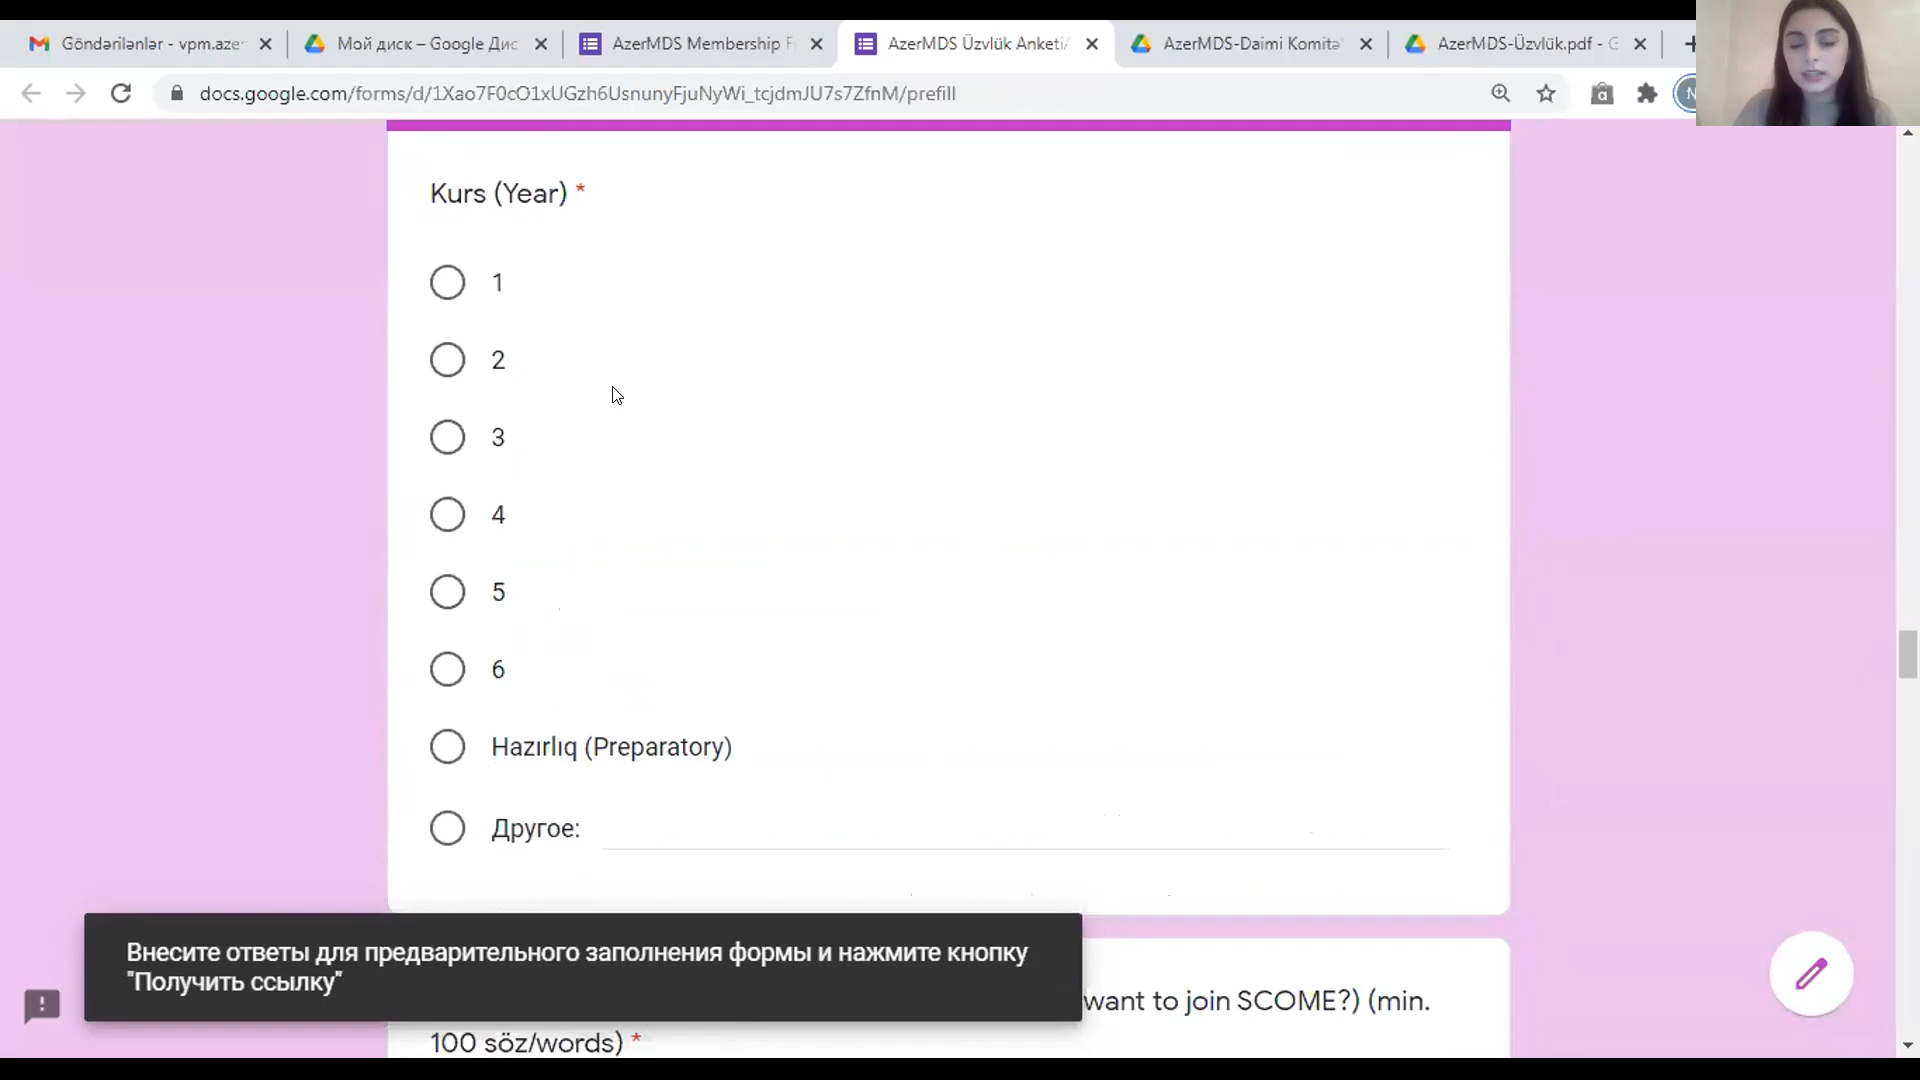 Göndərilənlər - vpm.aze
Мой диск – Google Дис
AzerMDS Membership F
AzerMDS Üzvlük Anketi/
AzerMDS-Daimi Komitə
AzerMDS-Üzvlük.pdf - G
docs.google.com/forms/d/1Xao7F0cO1xUGzh6UsnunyFjuNyWi_tcjdmJU7s7ZfnM/prefill
N
Kurs (Year) *
1
2
3
4
5
6
Hazırlıq (Preparatory)
Другое:
Внесите ответы для предварительного заполнения формы и нажмите кнопку
"Получить ссылку"
want to join SCOME?) (min.
100 söz/words) *